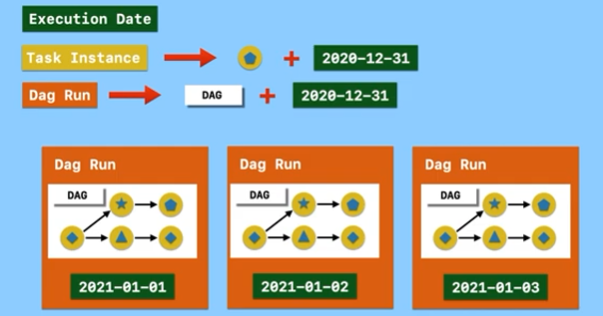 Execution Date
Task Instance + 2020-12-31
Dag Run DAG + 2020-12-31
Dag Run Dag Run Dag Run
DAG DAG DAG
2021-01-01 2021-01-02 2021-01-03